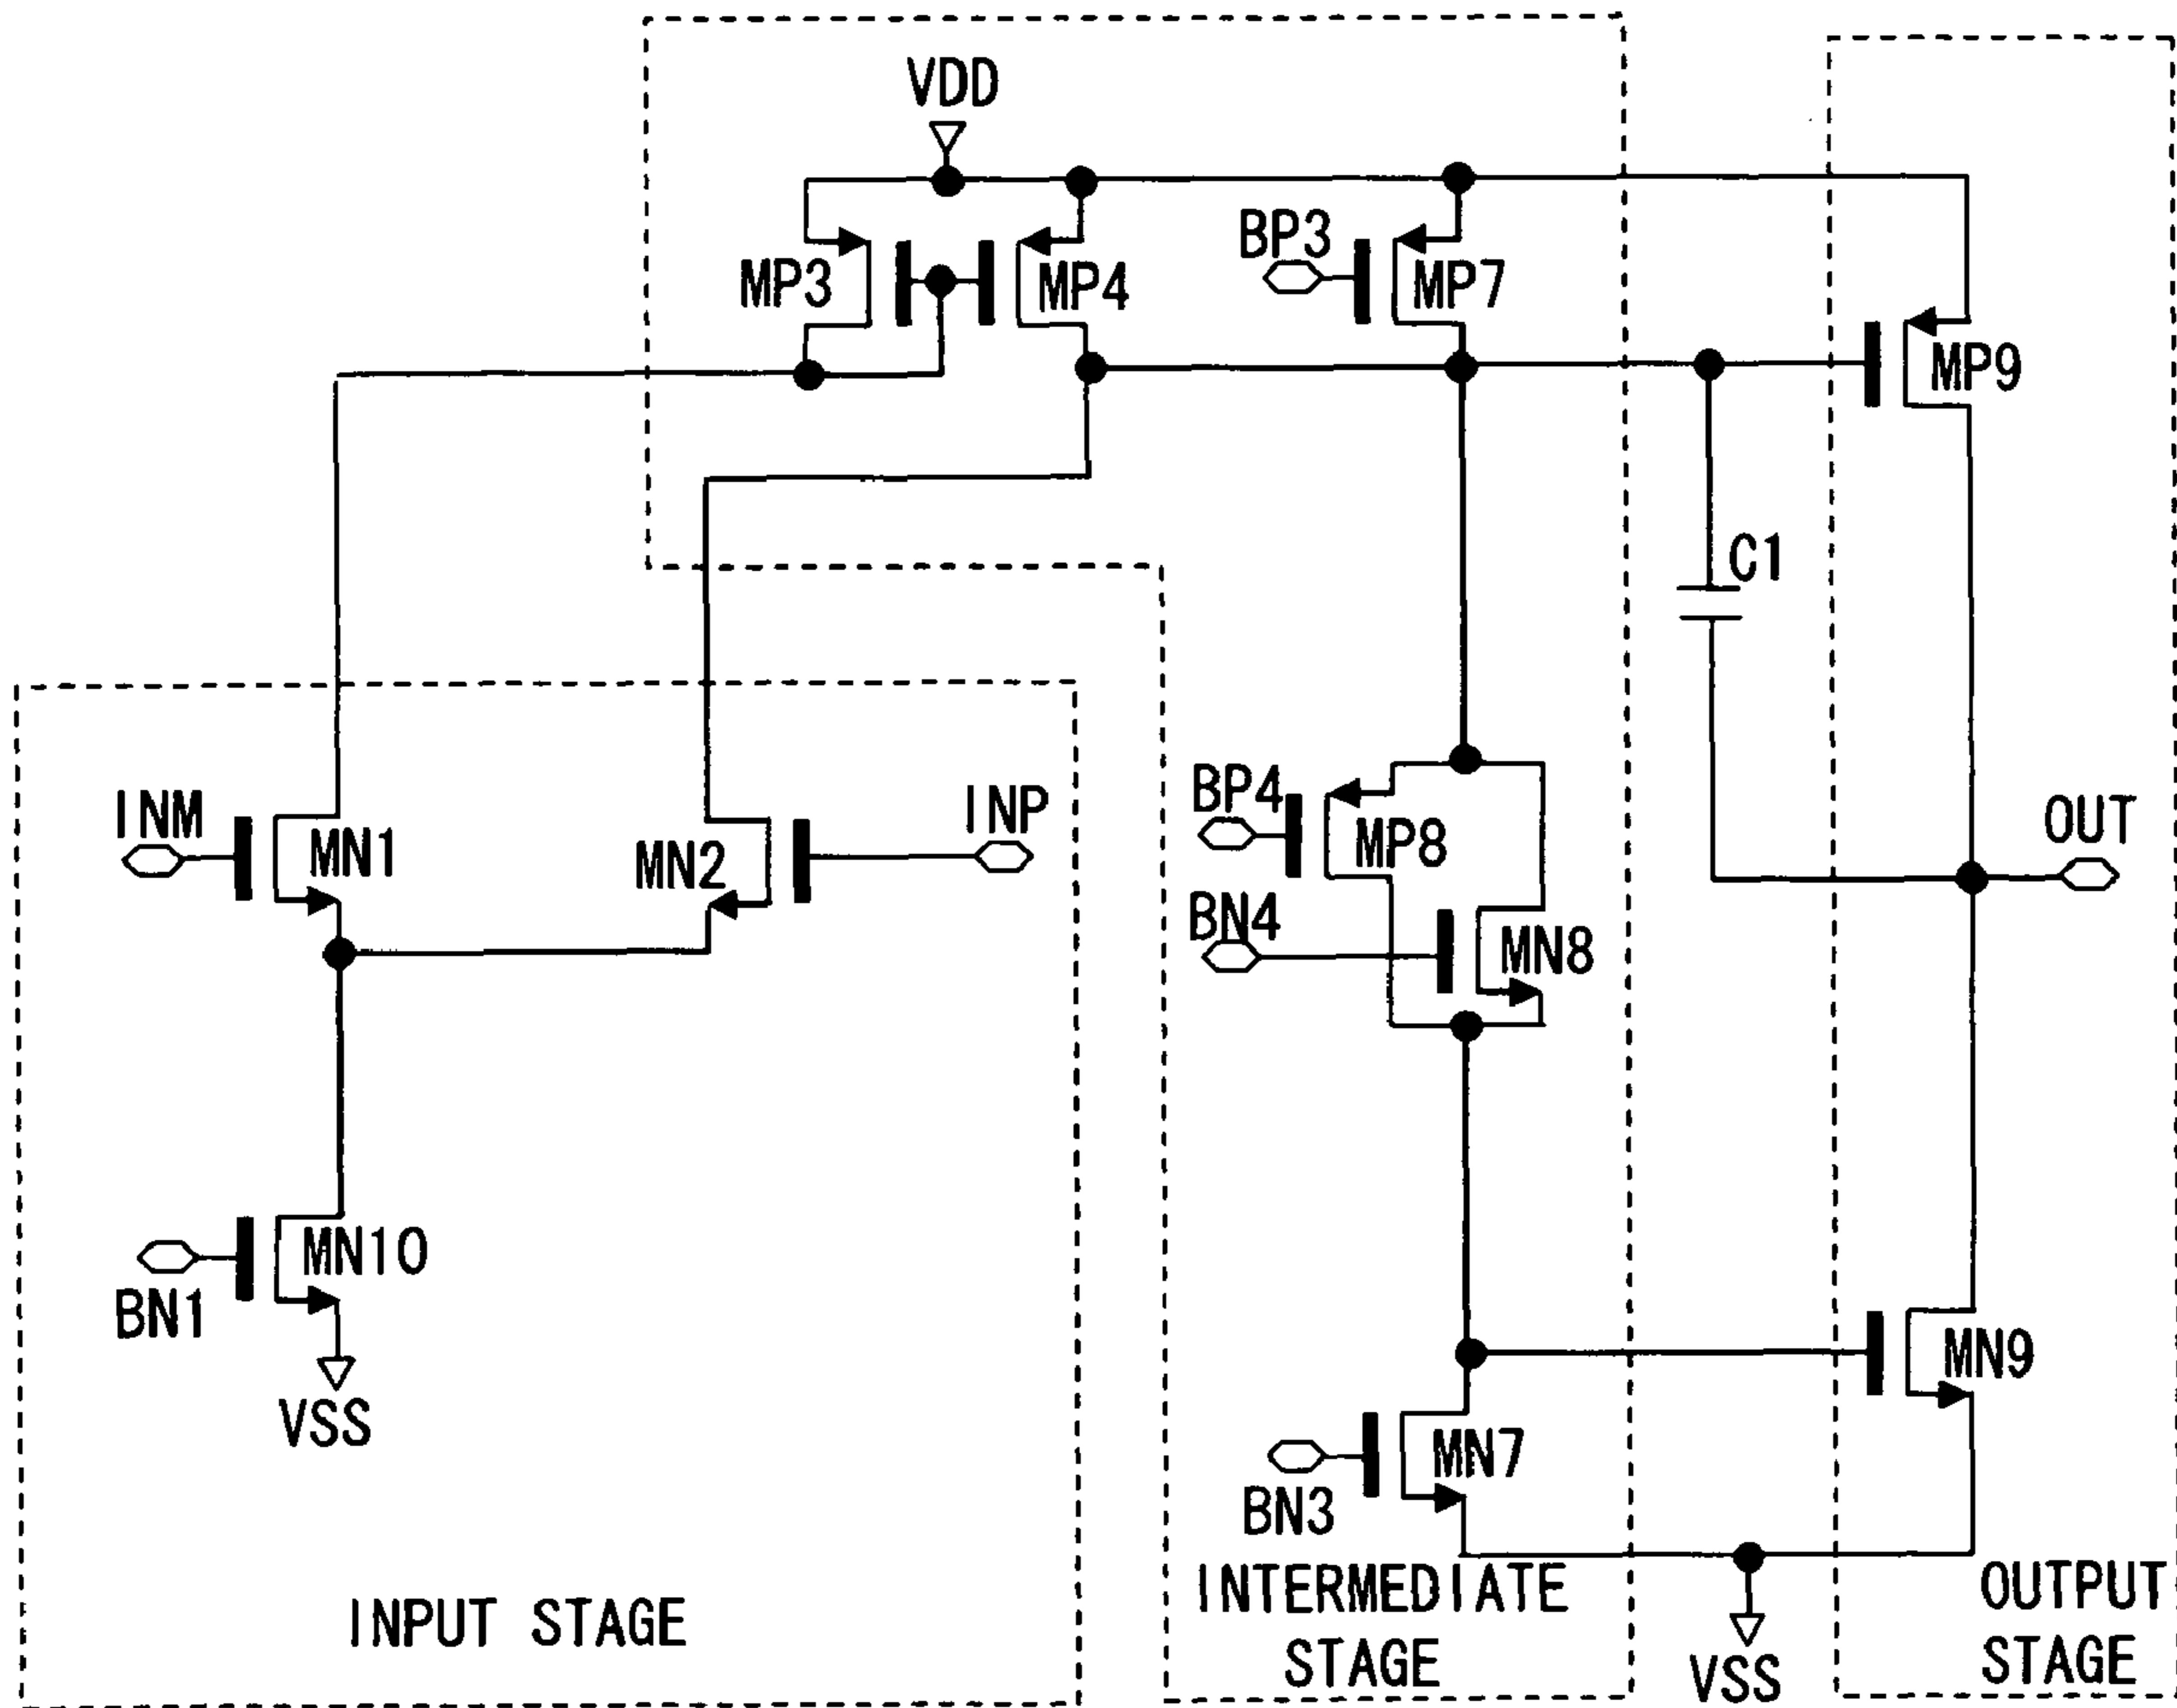 VDD
BP3
MP3
MP4
MP7
MP9
C1
INM
MN1
MN2
INP
BP4
MP8
OUT
BN4
MN8
MN10
BN1
VSS
MN9
MN7
BN3
INPUT STAGE
INTERMEDIATE
STAGE
VSS
OUTPUT
STAGE